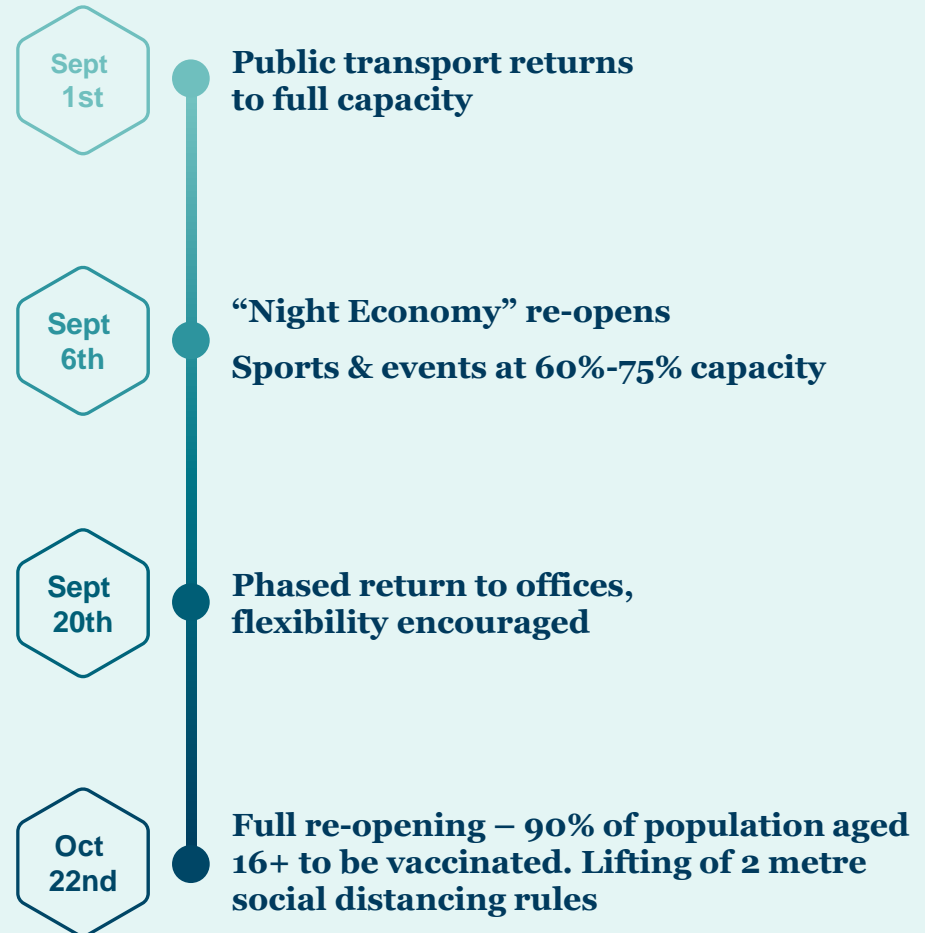 Sept
1st
Public transport returns
to full capacity
Sept
6th
“Night Economy” re-opens
Sports & events at 60%-75% capacity
Sept
20th
Phased return to offices,
flexibility encouraged
Oct
22nd
Full re-opening – 90% of population aged
16+ to be vaccinated. Lifting of 2 metre
social distancing rules